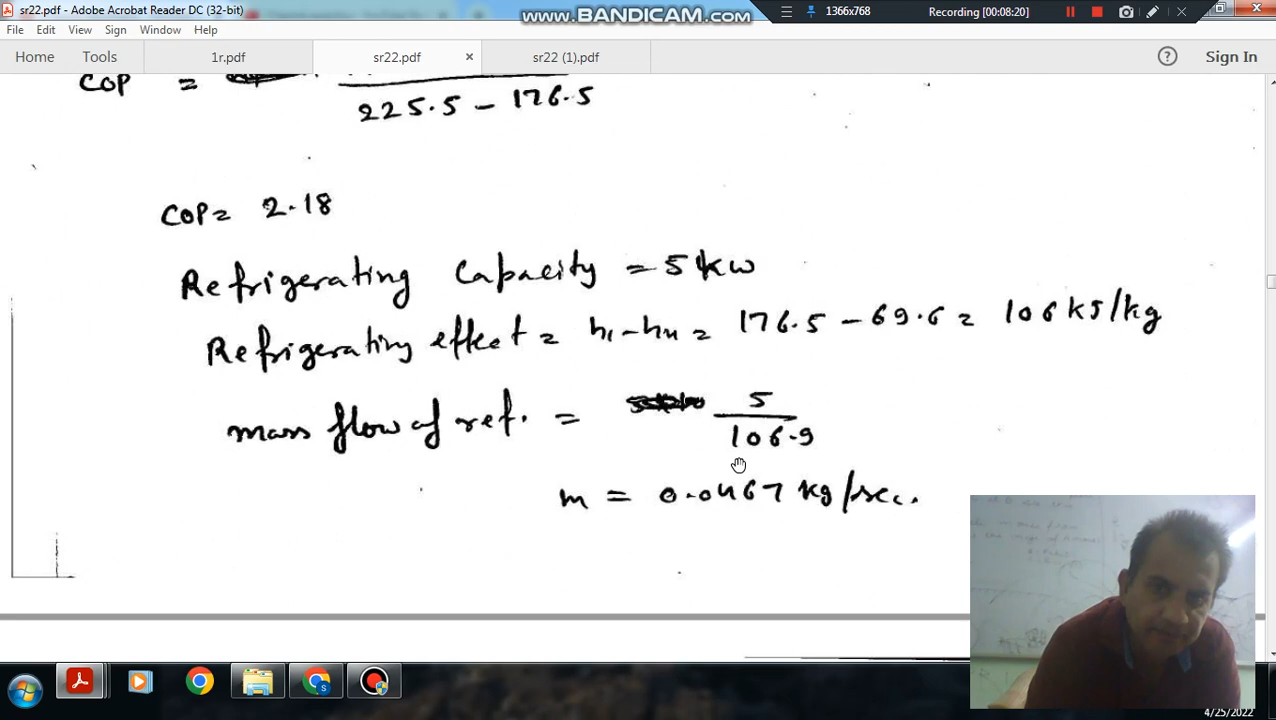 sr22.pdf - Adobe Acrobat Reader DC (32-bit)
www.BANDICAM.com
1366x768
Recording [00:08:20]
File Edit View Sign Window Help
Home Tools 1r.pdf sr22.pdf × sr22 (1).pdf Sign In
COP =
225.5 - 176.5
COP = 2.18
Refrigerating Capacity = 5 kW
Refrigerating effect = h1 - h4 = 176.5 - 69.6 = 106 kJ/kg
mass flow of ref. = 5
106.9
m = 0.0467 kg/sec.
4/25/2022